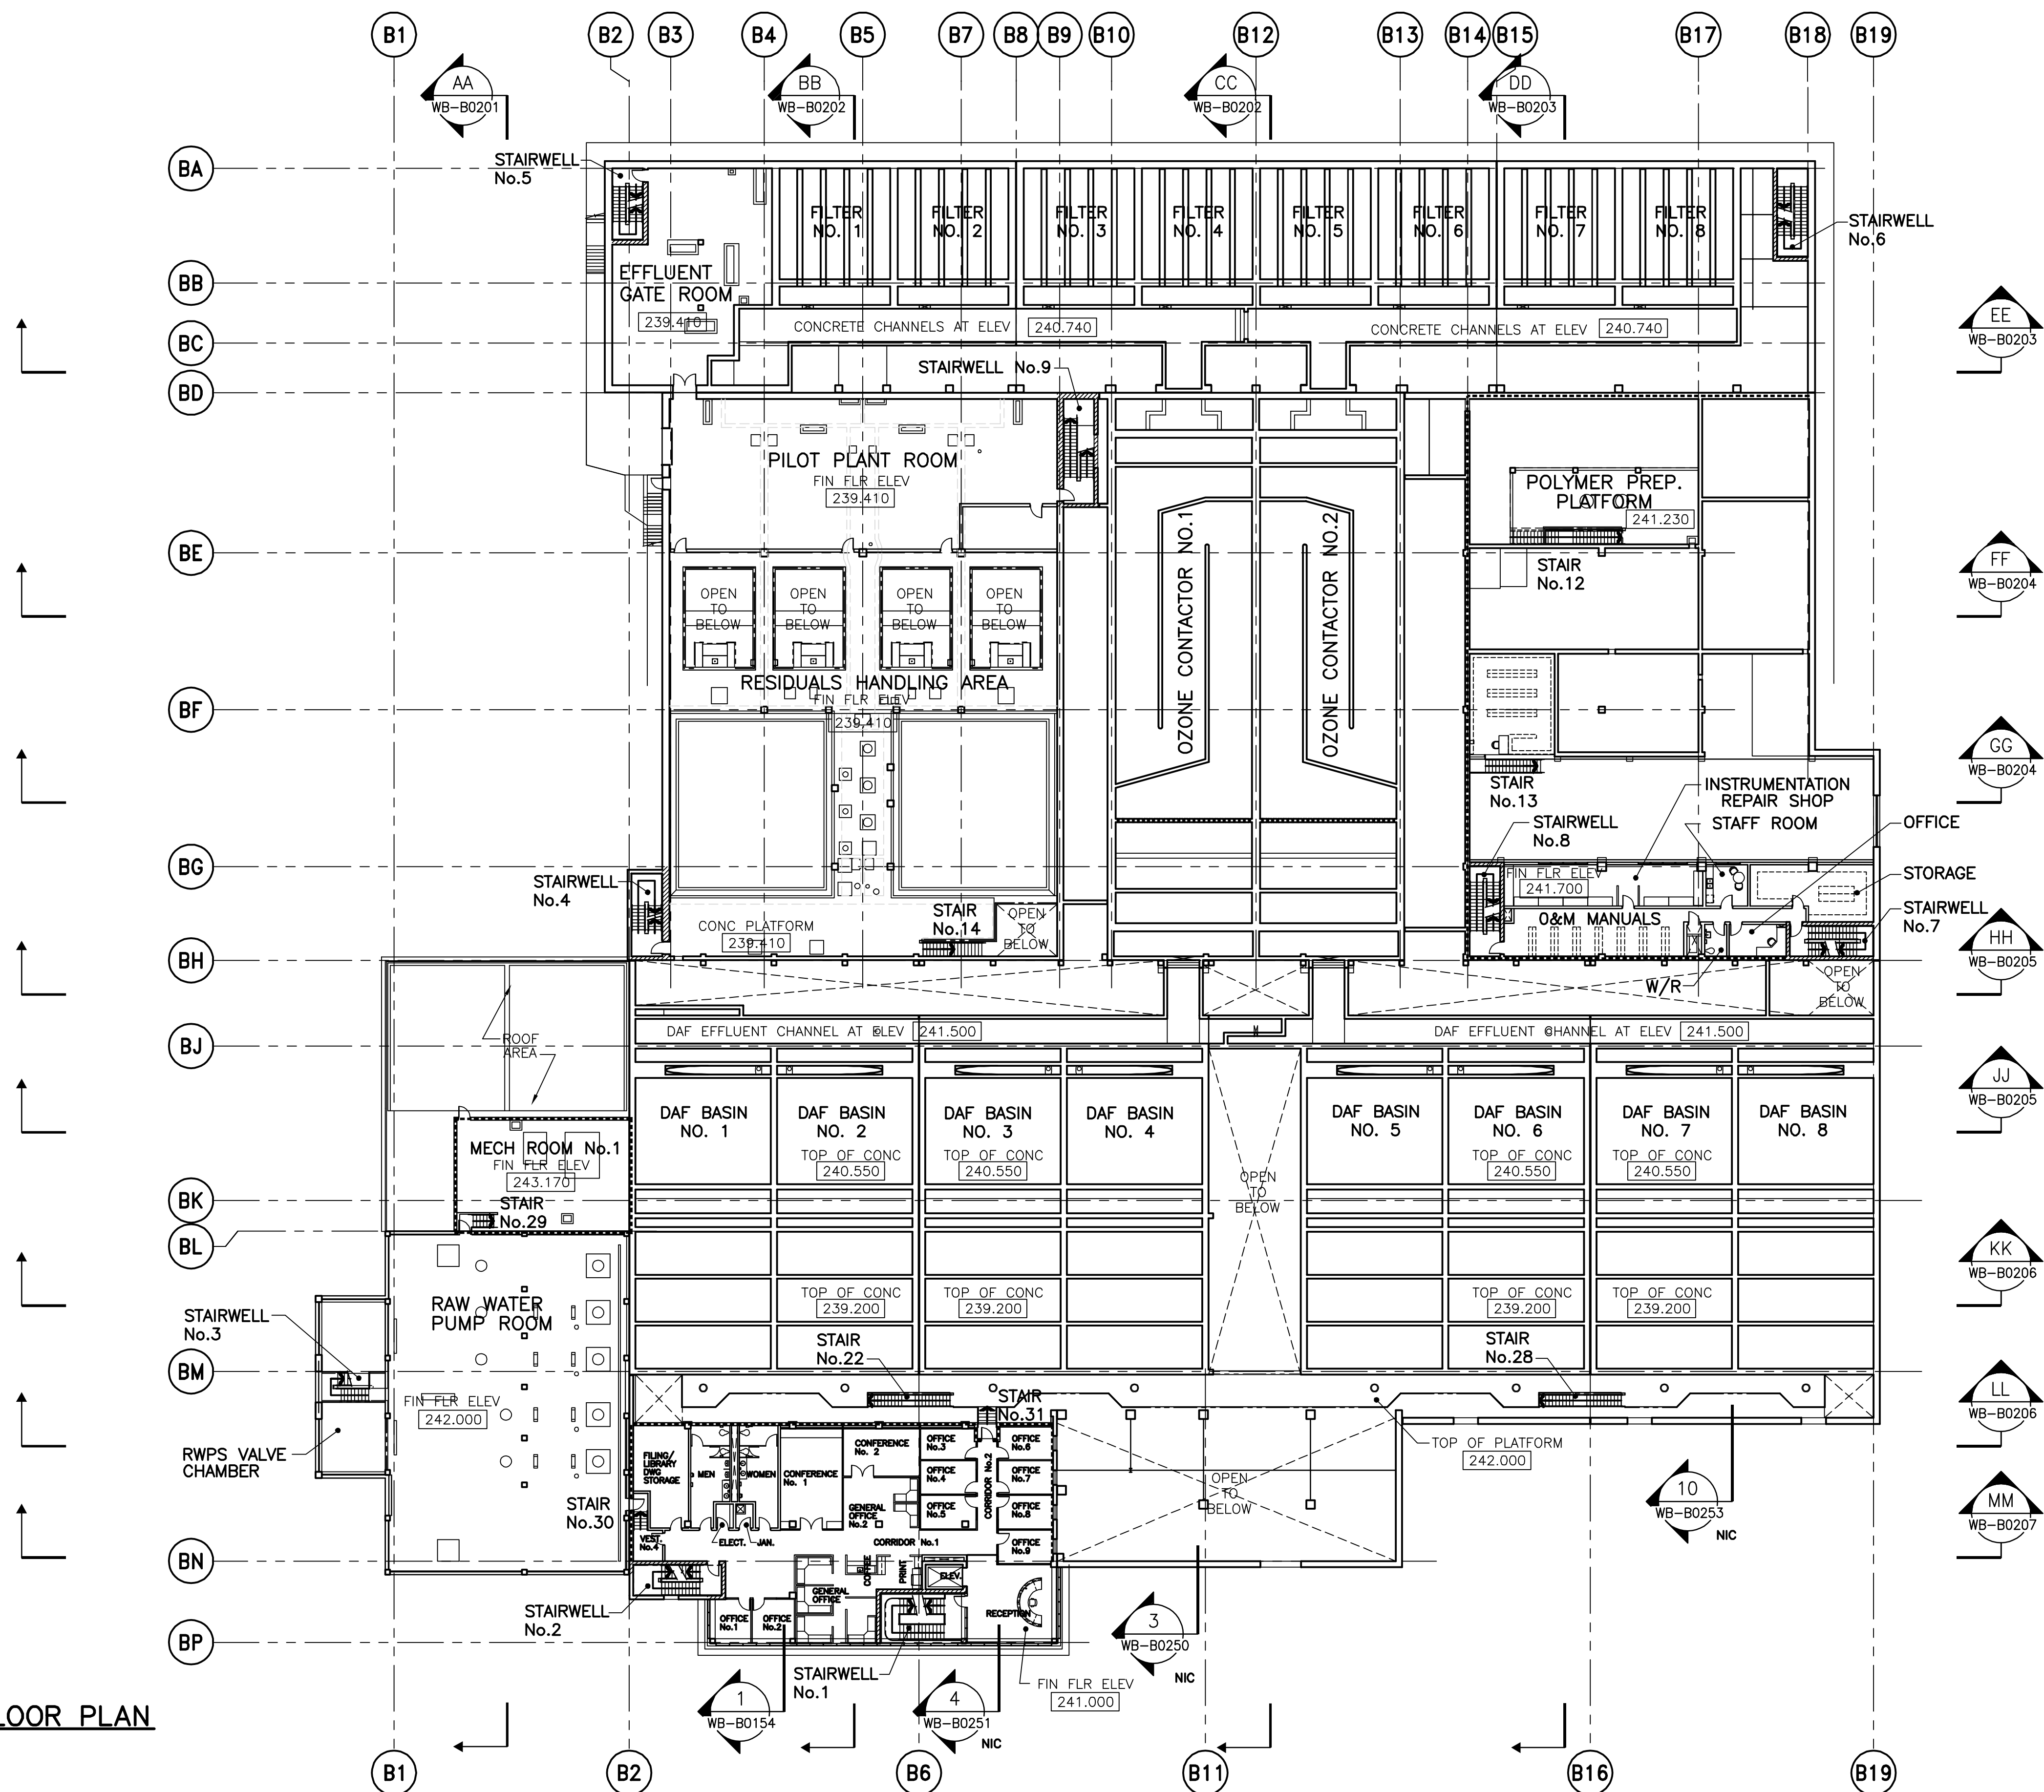 B1
B2
B3
B4
B5
B7
B8
B9
B10
B12
B13
B14
B15
B17
B18
B19
AA
WB-B0201
BB
WB-B0202
CC
WB-B0202
DD
WB-B0203
BA
STAIRWELL
No.5
FILTER
NO. 1
FILTER
NO. 2
FILTER
NO. 3
FILTER
NO. 4
FILTER
NO. 5
FILTER
NO. 6
FILTER
NO. 7
FILTER
NO. 8
STAIRWELL
No.6
BB
EFFLUENT
GATE ROOM
239.410
CONCRETE CHANNELS AT ELEV 240.740
CONCRETE CHANNELS AT ELEV 240.740
EE
WB-B0203
BC
STAIRWELL No.9
BD
PILOT PLANT ROOM
FIN FLR ELEV
239.410
POLYMER PREP.
PLATFORM
241.230
BE
OZONE CONTACTOR NO.1
OZONE CONTACTOR NO.2
STAIR
No.12
FF
WB-B0204
OPEN
TO
BELOW
OPEN
TO
BELOW
OPEN
TO
BELOW
OPEN
TO
BELOW
RESIDUALS HANDLING AREA
FIN FLR ELEV
239.410
BF
GG
WB-B0204
STAIR
No.13
INSTRUMENTATION
REPAIR SHOP
STAIRWELL
No.8
STAFF ROOM
OFFICE
BG
STAIRWELL
No.4
FIN FLR ELEV
241.700
STORAGE
CONC PLATFORM
239.410
STAIR
No.14
OPEN
TO
BELOW
O&M MANUALS
STAIRWELL
No.7
BH
HH
WB-B0205
W/R
OPEN
TO
BELOW
ROOF
AREA
DAF EFFLUENT CHANNEL AT ELEV 241.500
DAF EFFLUENT CHANNEL AT ELEV 241.500
BJ
JJ
WB-B0205
DAF BASIN
NO. 1
DAF BASIN
NO. 2
DAF BASIN
NO. 3
DAF BASIN
NO. 4
DAF BASIN
NO. 5
DAF BASIN
NO. 6
DAF BASIN
NO. 7
DAF BASIN
NO. 8
MECH ROOM No.1
FIN FLR ELEV
243.170
TOP OF CONC
240.550
TOP OF CONC
240.550
TOP OF CONC
240.550
TOP OF CONC
240.550
OPEN
TO
BELOW
BK
STAIR
No.29
BL
KK
WB-B0206
STAIRWELL
No.3
RAW WATER
PUMP ROOM
TOP OF CONC
239.200
TOP OF CONC
239.200
TOP OF CONC
239.200
TOP OF CONC
239.200
STAIR
No.22
STAIR
No.28
BM
FIN FLR ELEV
242.000
STAIR
No.31
LL
WB-B0206
RWPS VALVE
CHAMBER
FILING/
LIBRARY
DWG
STORAGE
MEN
WOMEN
CONFERENCE
No. 1
CONFERENCE
No. 2
OFFICE
No.3
OFFICE
No.4
OFFICE
No.5
CORRIDOR No.2
OFFICE
No.6
OFFICE
No.7
OFFICE
No.8
OFFICE
No.9
GENERAL
OFFICE
No.2
TOP OF PLATFORM
242.000
OPEN
TO
BELOW
10
WB-B0253
NIC
MM
WB-B0207
STAIR
No.30
VEST.
No.4
ELECT.
JAN.
CORRIDOR No.1
BN
COFFEE
PRINT
ELEV.
GENERAL
OFFICE
OFFICE
No.1
OFFICE
No.2
RECEPTION
STAIRWELL
No.2
BP
3
WB-B0250
NIC
STAIRWELL
No.1
FIN FLR ELEV
241.000
1
WB-B0154
4
WB-B0251
NIC
LOOR PLAN
B1
B2
B6
B11
B16
B19